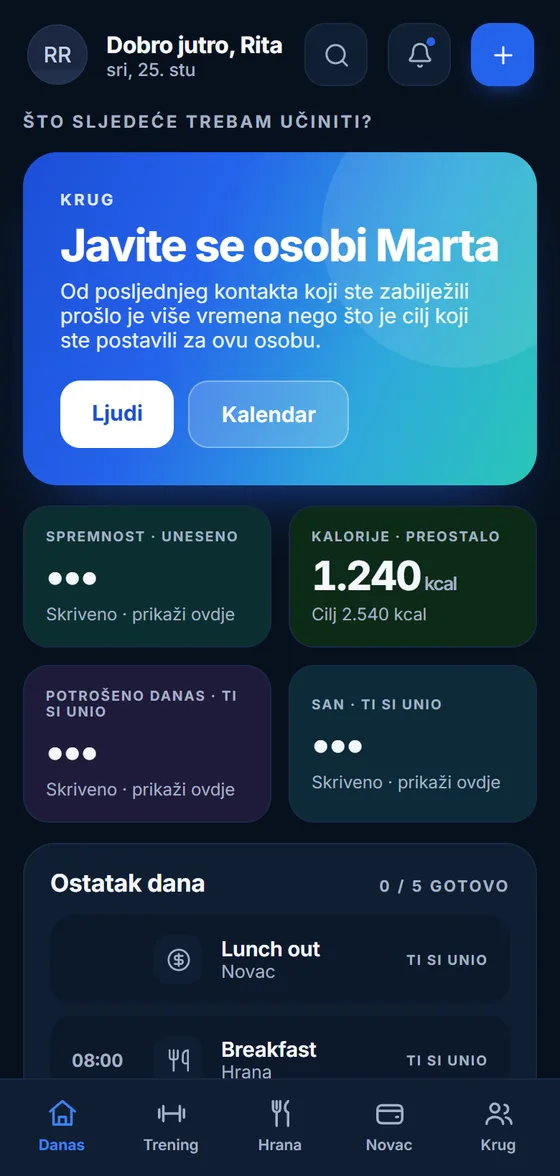 RR
Dobro jutro, Rita
sri, 25. stu
ŠTO SLJEDEĆE TREBAM UČINITI?
KRUG
Javite se osobi Marta
Od posljednjeg kontakta koji ste zabilježili
prošlo je više vremena nego što je cilj koji
ste postavili za ovu osobu.
Ljudi
Kalendar
SPREMNOST · UNESENO
Skriveno · prikaži ovdje
KALORIJE · PREOSTALO
1.240 kcal
Cilj 2.540 kcal
POTROŠENO DANAS · TI
SI UNIO
Skriveno · prikaži ovdje
SAN · TI SI UNIO
Skriveno · prikaži ovdje
Ostatak dana
0 / 5 GOTOVO
Lunch out
Novac
TI SI UNIO
08:00
Breakfast
Hrana
TI SI UNIO
Danas
Trening
Hrana
Novac
Krug